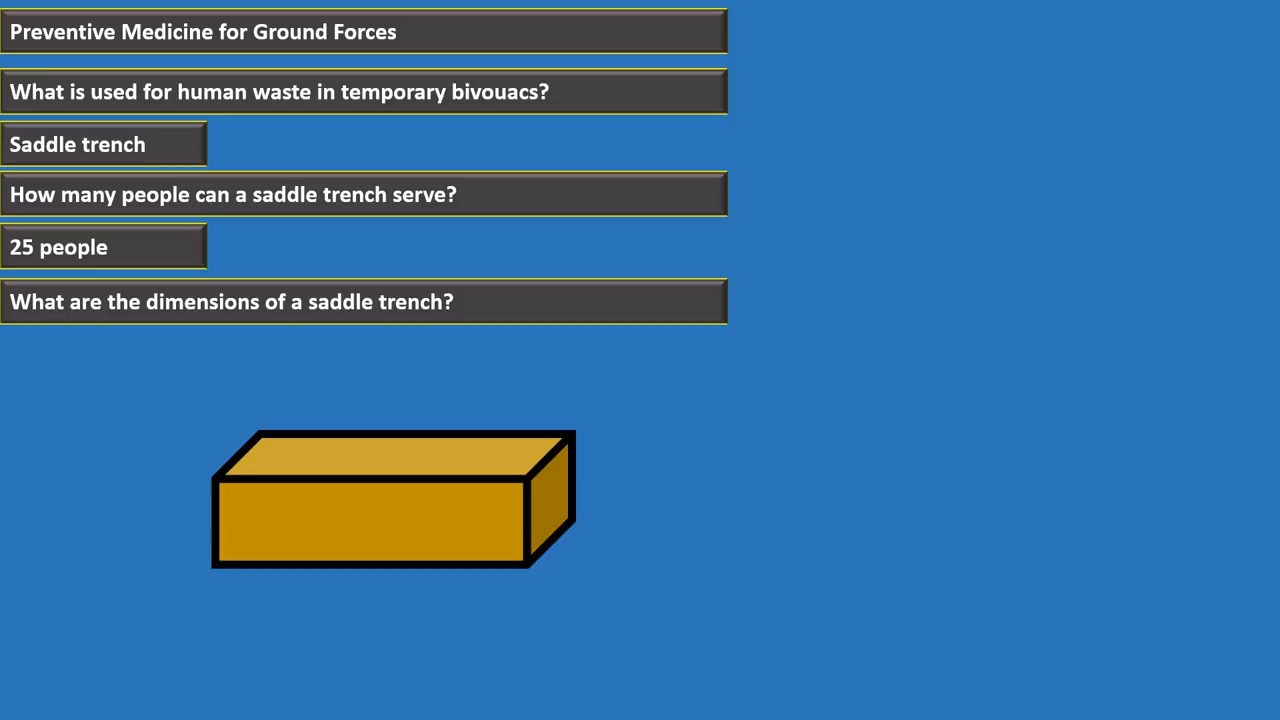 Preventive Medicine for Ground Forces
What is used for human waste in temporary bivouacs?
Saddle trench
How many people can a saddle trench serve?
25 people
What are the dimensions of a saddle trench?